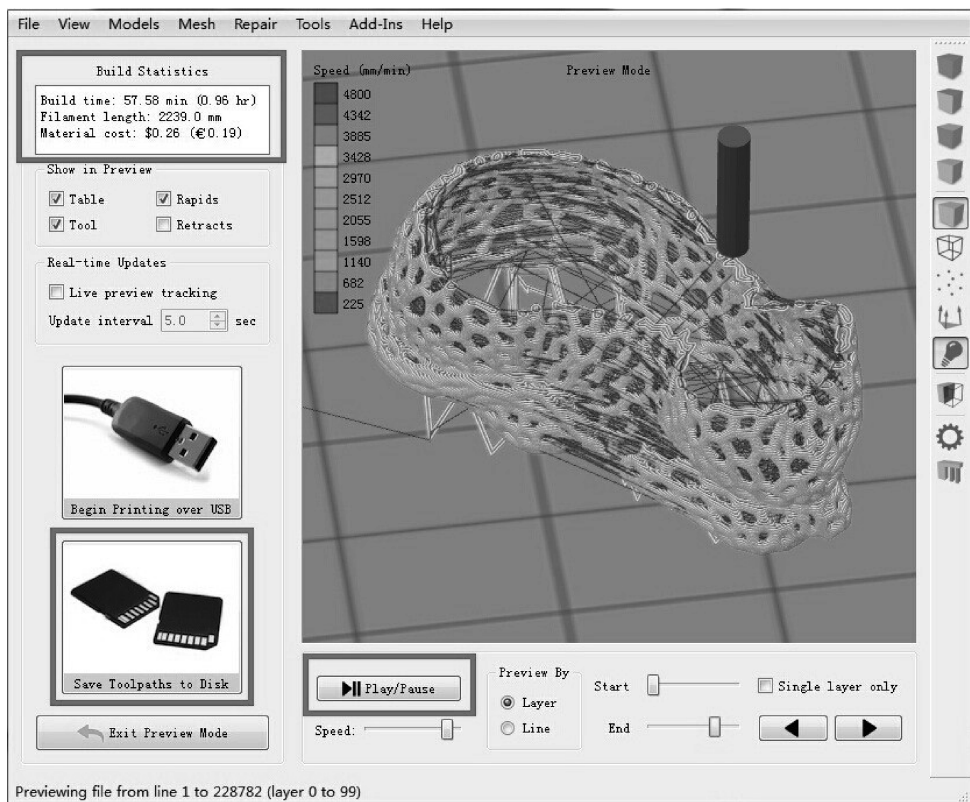 File View Models Mesh Repair Tools Add-Ins Help
Build Statistics
Build time: 57.58 min (0.96 hr)
Filament length: 2239.0 mm
Material cost: $0.26 (€0.19)
Show in Preview
Table
Rapids
Tool
Retracts
Real-time Updates
Live preview tracking
Update interval 5.0 sec
Begin Printing over USB
Save Toolpaths to Disk
Exit Preview Mode
Speed (mm/min)
Preview Mode
4800
4342
3885
3428
2970
2512
2055
1598
1140
682
225
Play/Pause
Speed:
Preview By
Layer
Line
Start
End
Single layer only
Previewing file from line 1 to 228782 (layer 0 to 99)